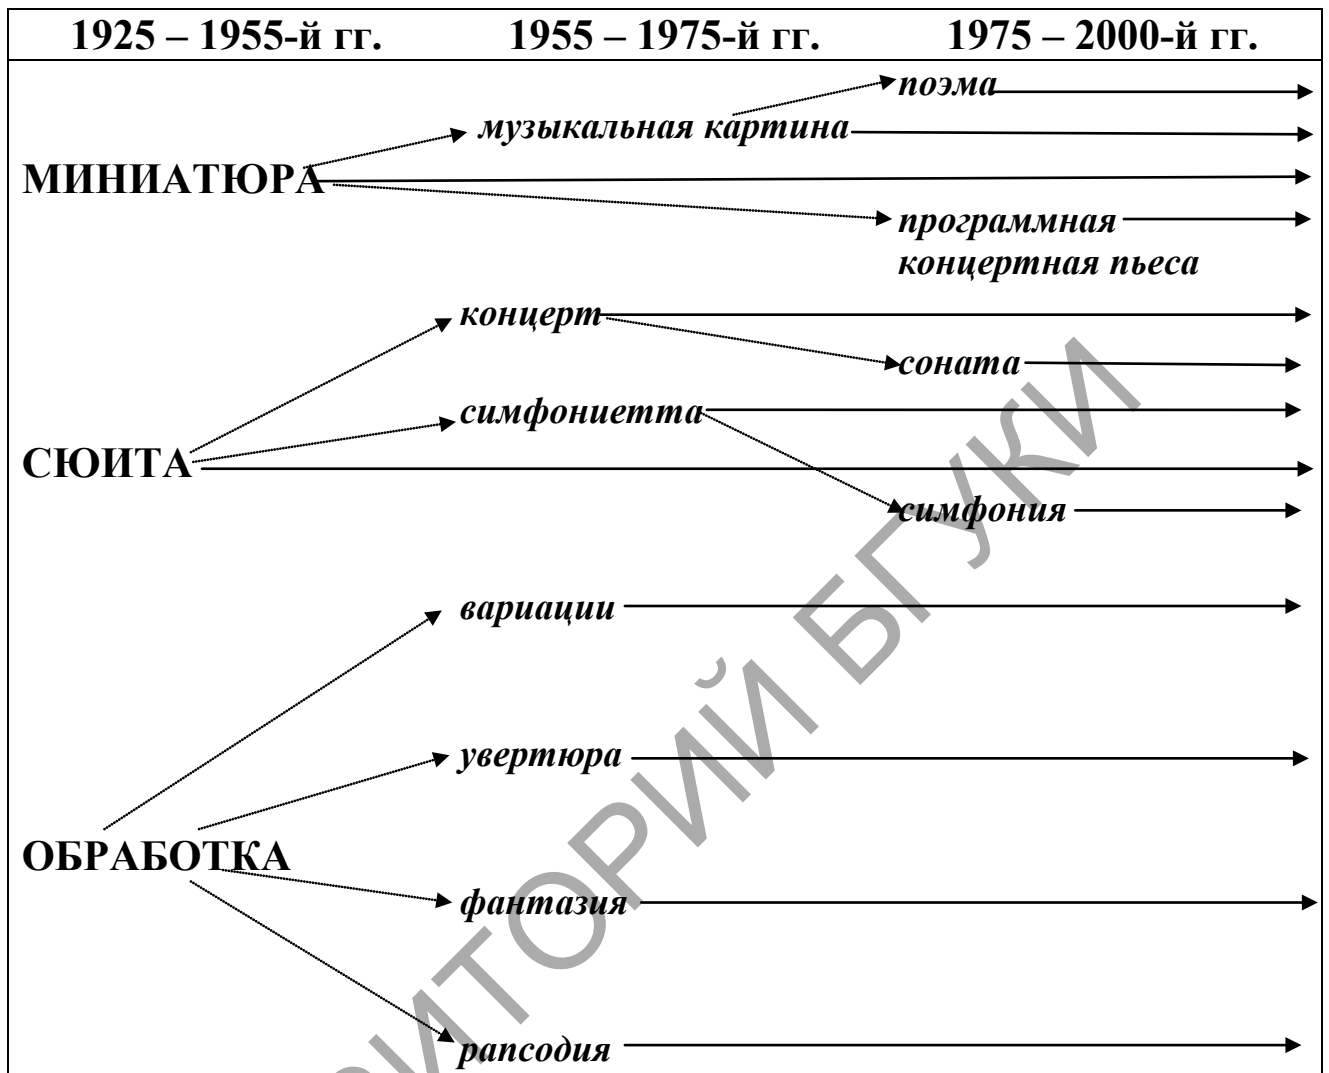 1925 – 1955-й гг. 1955 – 1975-й гг. 1975 – 2000-й гг.
поэма
музыкальная картина
МИНИАТЮРА
программная
концертная пьеса
концерт
соната
симфониетта
СЮИТА
симфония
вариации
увертюра
ОБРАБОТКА
фантазия
рапсодия
ИТОРИЙ БГУКИ